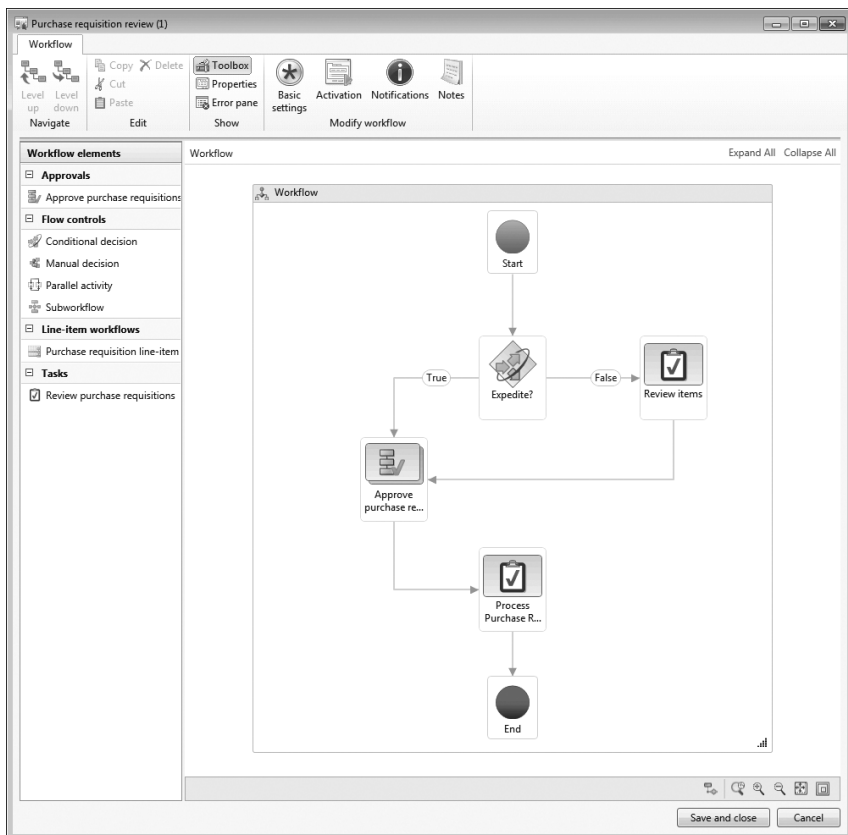 Purchase requisition review (1)
Workflow
Level up
Level down
Navigate
Copy
Delete
Cut
Paste
Edit
Toolbox
Properties
Error pane
Show
Basic settings
Activation
Notifications
Notes
Modify workflow
Workflow elements
Approvals
Approve purchase requisitions
Flow controls
Conditional decision
Manual decision
Parallel activity
Subworkflow
Line-item workflows
Purchase requisition line-item
Tasks
Review purchase requisitions
Workflow
Expand All
Collapse All
Workflow
Start
True
Expedite?
False
Review items
Approve
purchase re...
Process
Purchase R...
End
Save and close
Cancel